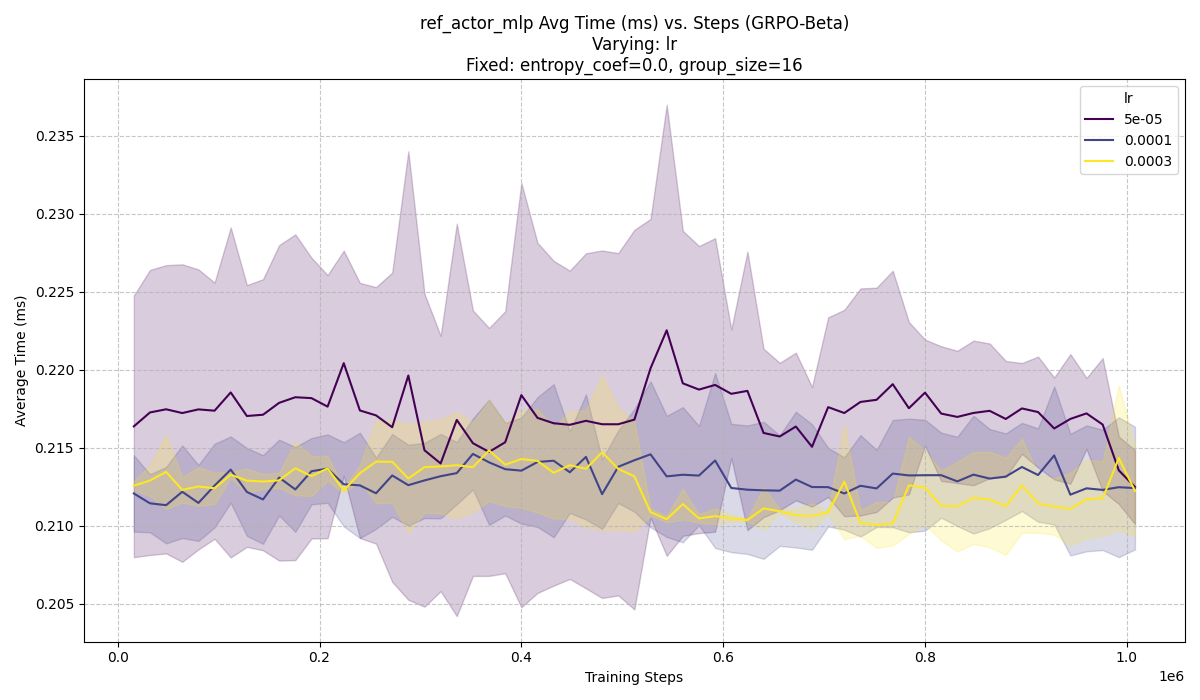 ref_actor_mlp Avg Time (ms) vs. Steps (GRPO-Beta)
Varying: lr
Fixed: entropy_coef=0.0, group_size=16
lr
5e-05
0.0001
0.0003
Average Time (ms)
0.235
0.230
0.225
0.220
0.215
0.210
0.205
0.0
0.2
0.4
0.6
0.8
1.0
1e6
Training Steps